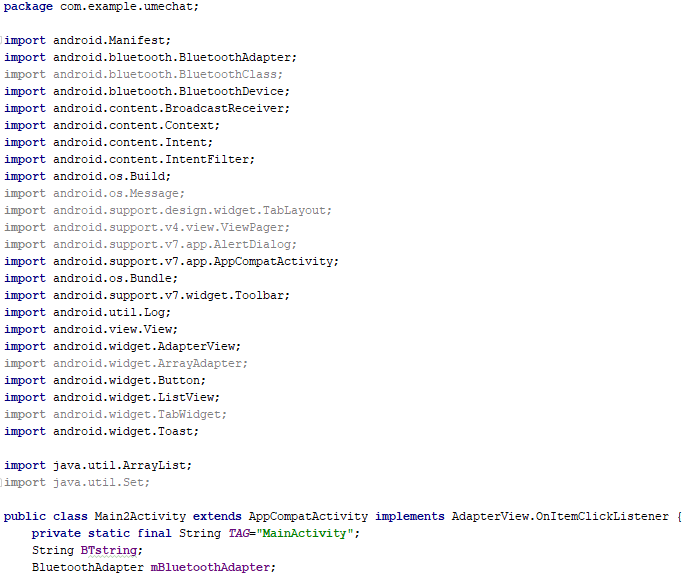 package com.example.umechat;
import android.Manifest;
import android.bluetooth.BluetoothAdapter;
import android.bluetooth.BluetoothClass;
import android.bluetooth.BluetoothDevice;
import android.content.BroadcastReceiver;
import android.content.Context;
import android.content.Intent;
import android.content.IntentFilter;
import android.os.Build;
import android.os.Message;
import android.support.design.widget.TabLayout;
import android.support.v4.view.ViewPager;
import android.support.v7.app.AlertDialog;
import android.support.v7.app.AppCompatActivity;
import android.os.Bundle;
import android.support.v7.widget.Toolbar;
import android.util.Log;
import android.view.View;
import android.widget.AdapterView;
import android.widget.ArrayAdapter;
import android.widget.Button;
import android.widget.ListView;
import android.widget.TabWidget;
import android.widget.Toast;
import java.util.ArrayList;
import java.util.Set;
public class Main2Activity extends AppCompatActivity implements AdapterView.OnItemClickListener {
private static final String TAG="MainActivity";
String BTstring;
BluetoothAdapter mBluetoothAdapter;